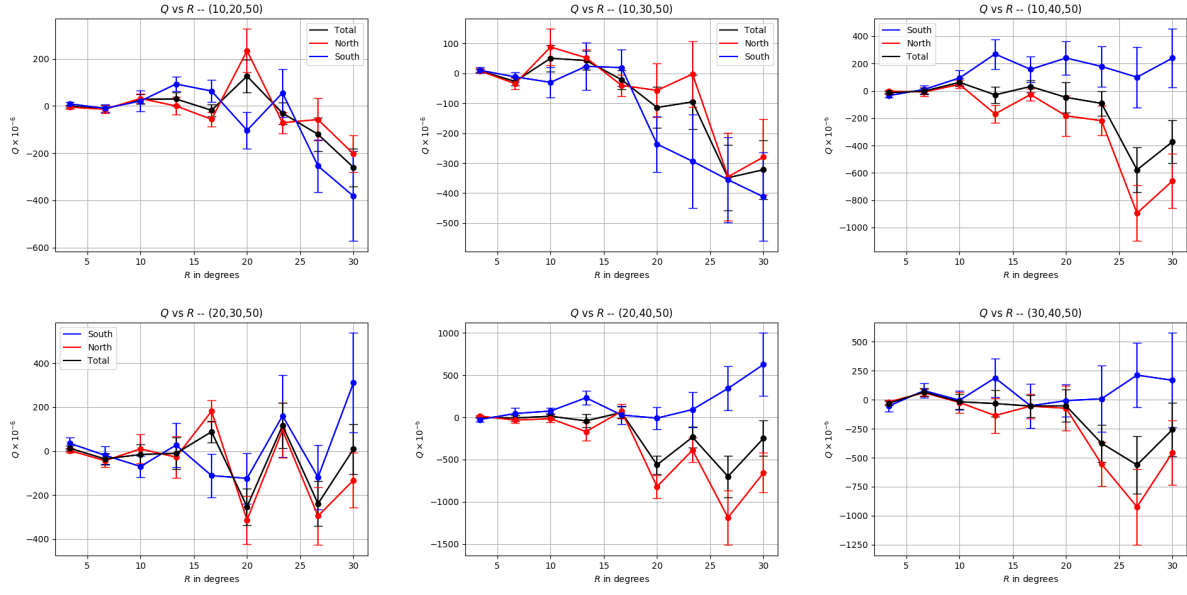 Q vs R -- (10,20,50)
Total
North
South
200
0
−200
−400
−600
Q × 10⁻⁶
5 10 15 20 25 30
R in degrees
Q vs R -- (10,30,50)
Total
North
South
100
0
−100
−200
−300
−400
−500
Q × 10⁻⁶
5 10 15 20 25 30
R in degrees
Q vs R -- (10,40,50)
South
North
Total
400
200
0
−200
−400
−600
−800
−1000
Q × 10⁻⁶
5 10 15 20 25 30
R in degrees
Q vs R -- (20,30,50)
South
North
Total
400
200
0
−200
−400
Q × 10⁻⁶
5 10 15 20 25 30
R in degrees
Q vs R -- (20,40,50)
1000
500
0
−500
−1000
−1500
Q × 10⁻⁶
5 10 15 20 25 30
R in degrees
Q vs R -- (30,40,50)
South
North
Total
500
250
0
−250
−500
−750
−1000
−1250
Q × 10⁻⁶
5 10 15 20 25 30
R in degrees